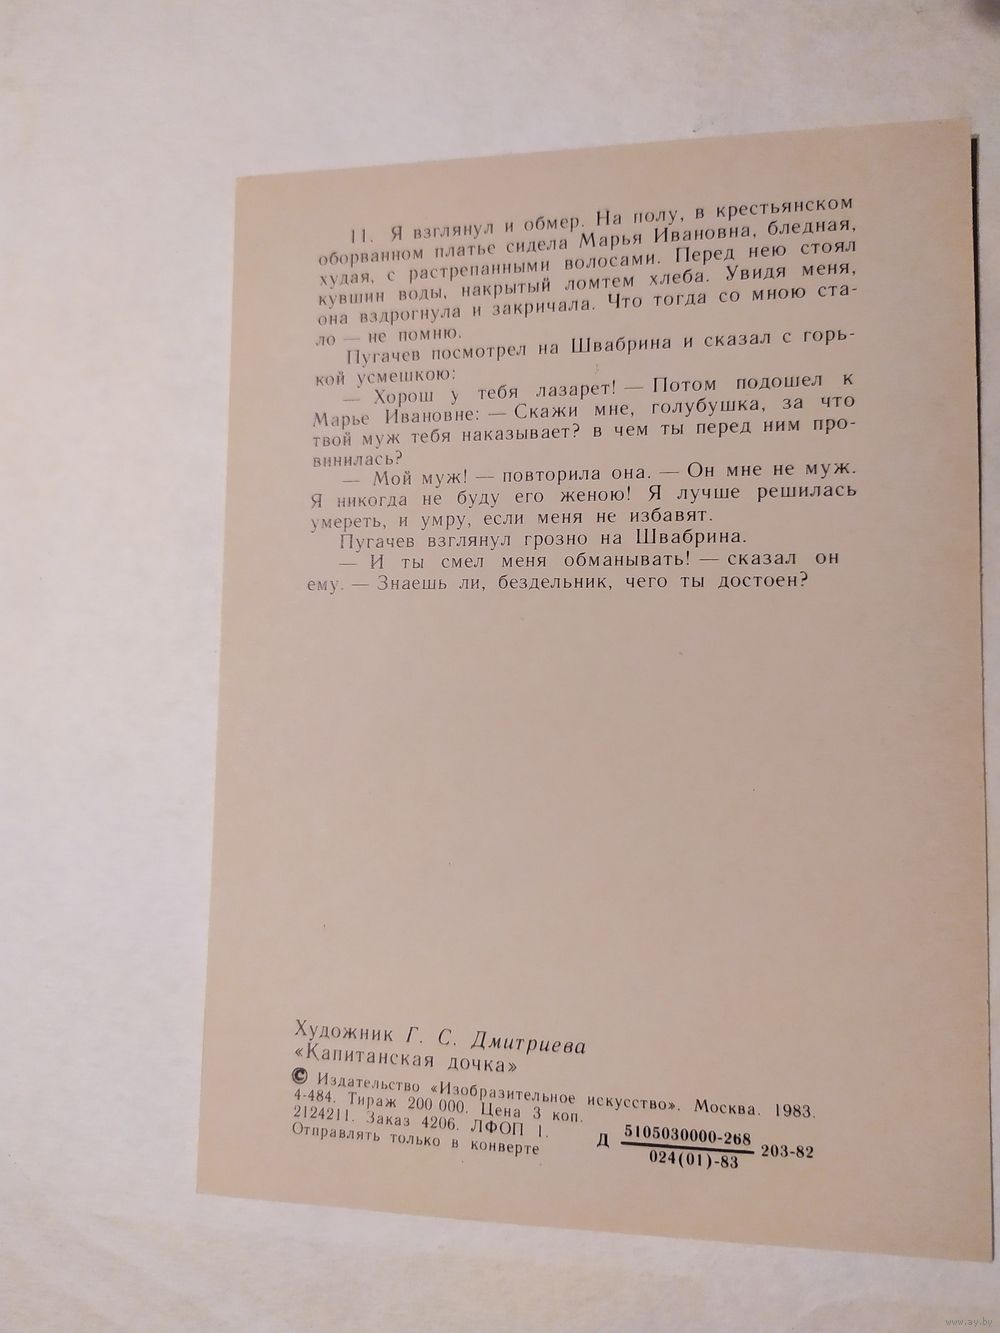 11. Я взглянул и обмер. На полу, в крестьянском
оборванном платье сидела Марья Ивановна, бледная,
худая, с растрепанными волосами. Перед нею стоял
кувшин воды, накрытый ломтем хлеба. Увидя меня,
она вздрогнула и закричала. Что тогда со мною ста-
ло — не помню.
Пугачев посмотрел на Швабрина и сказал с горь-
кой усмешкою:
— Хорош у тебя лазарет! — Потом подошел к
Марье Ивановне: — Скажи мне, голубушка, за что
твой муж тебя наказывает? в чем ты перед ним про-
винилась?
— Мой муж! — повторила она. — Он мне не муж.
Я никогда не буду его женою! Я лучше решилась
умереть, и умру, если меня не избавят.
Пугачев взглянул грозно на Швабрина.
— И ты смел меня обманывать! — сказал он
ему. — Знаешь ли, бездельник, чего ты достоен?
Художник Г. С. Дмитриева
«Капитанская дочка»
© Издательство «Изобразительное искусство». Москва. 1983.
4-484. Тираж 200 000. Цена 3 коп.
2124211. Заказ 4206. ЛФОП 1.
Отправлять только в конверте
Д 5105030000-268 203-82
024(01)-83
www.ay.by